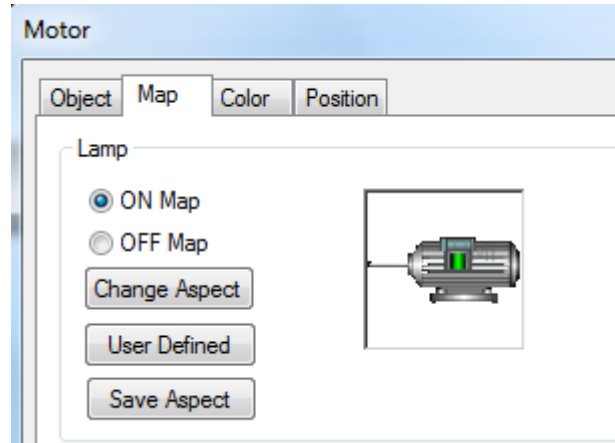 Motor
Object Map Color Position
Lamp
ON Map
OFF Map
Change Aspect
User Defined
Save Aspect